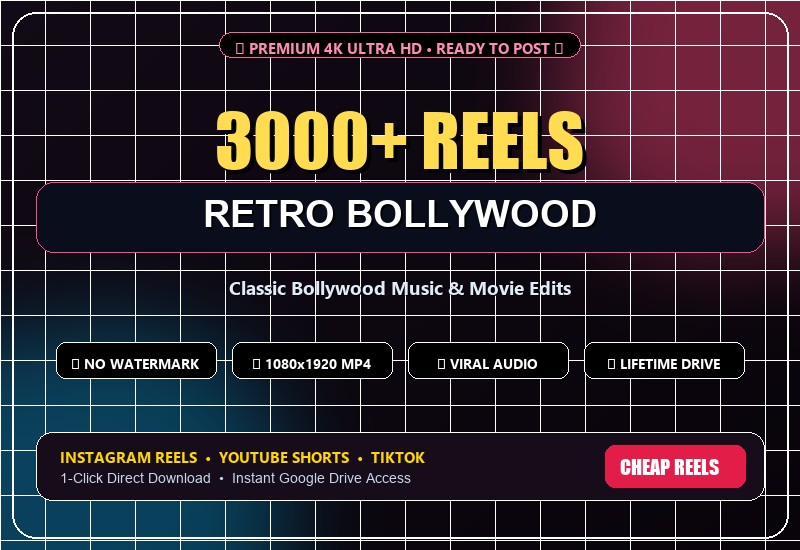 PREMIUM 4K ULTRA HD • READY TO POST
3000+ REELS
RETRO BOLLYWOOD
Classic Bollywood Music & Movie Edits
NO WATERMARK
1080x1920 MP4
VIRAL AUDIO
LIFETIME DRIVE
INSTAGRAM REELS • YOUTUBE SHORTS • TIKTOK
1-Click Direct Download • Instant Google Drive Access
CHEAP REELS